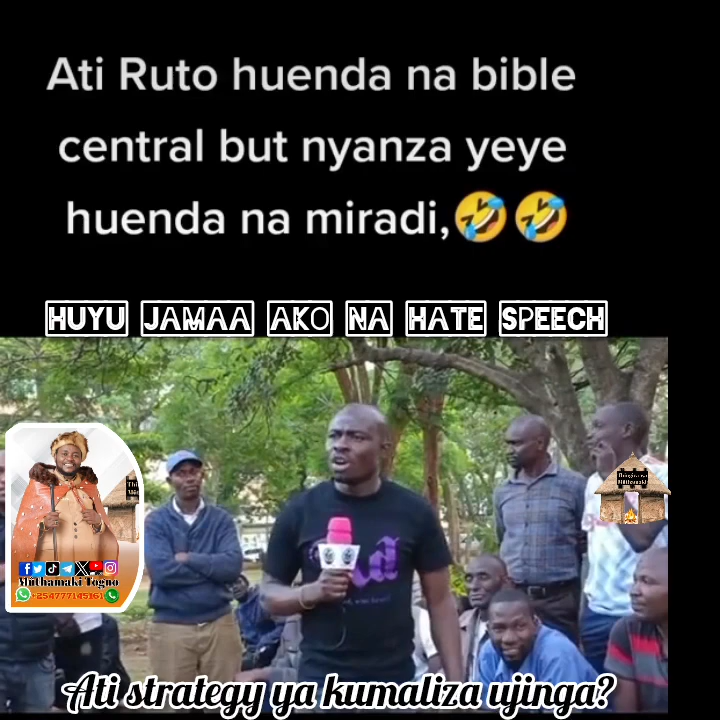 Ati Ruto huenda na bible
central but nyanza yeye
huenda na miradi,🤣🤣
HUYU JAMAA AKO NA HATE SPEECH
Mũthamaki Togno
+254777145161
Ati strategy ya kumaliza ujinga?